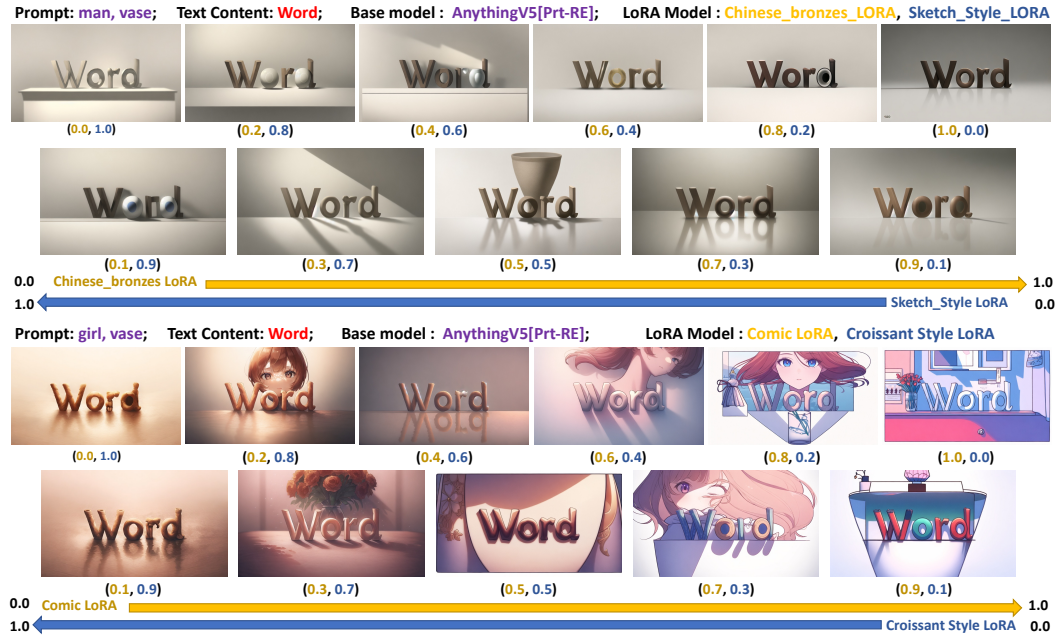 Prompt: man, vase; Text Content: Word; Base model : AnythingV5[Prt-RE]; LoRA Model : Chinese_bronzes_LORA, Sketch_Style_LORA
Word Word Word Word Word Word
(0.0, 1.0) (0.2, 0.8) (0.4, 0.6) (0.6, 0.4) (0.8, 0.2) (1.0, 0.0)
Word Word Word Word Word
(0.1, 0.9) (0.3, 0.7) (0.5, 0.5) (0.7, 0.3) (0.9, 0.1)
0.0 Chinese_bronzes LoRA 1.0
1.0 Sketch_Style LoRA 0.0
Prompt: girl, vase; Text Content: Word; Base model : AnythingV5[Prt-RE]; LoRA Model : Comic LoRA, Croissant Style LoRA
Word Word Word Word Word Word
(0.0, 1.0) (0.2, 0.8) (0.4, 0.6) (0.6, 0.4) (0.8, 0.2) (1.0, 0.0)
Word Word Word Word Word
(0.1, 0.9) (0.3, 0.7) (0.5, 0.5) (0.7, 0.3) (0.9, 0.1)
0.0 Comic LoRA 1.0
1.0 Croissant Style LoRA 0.0